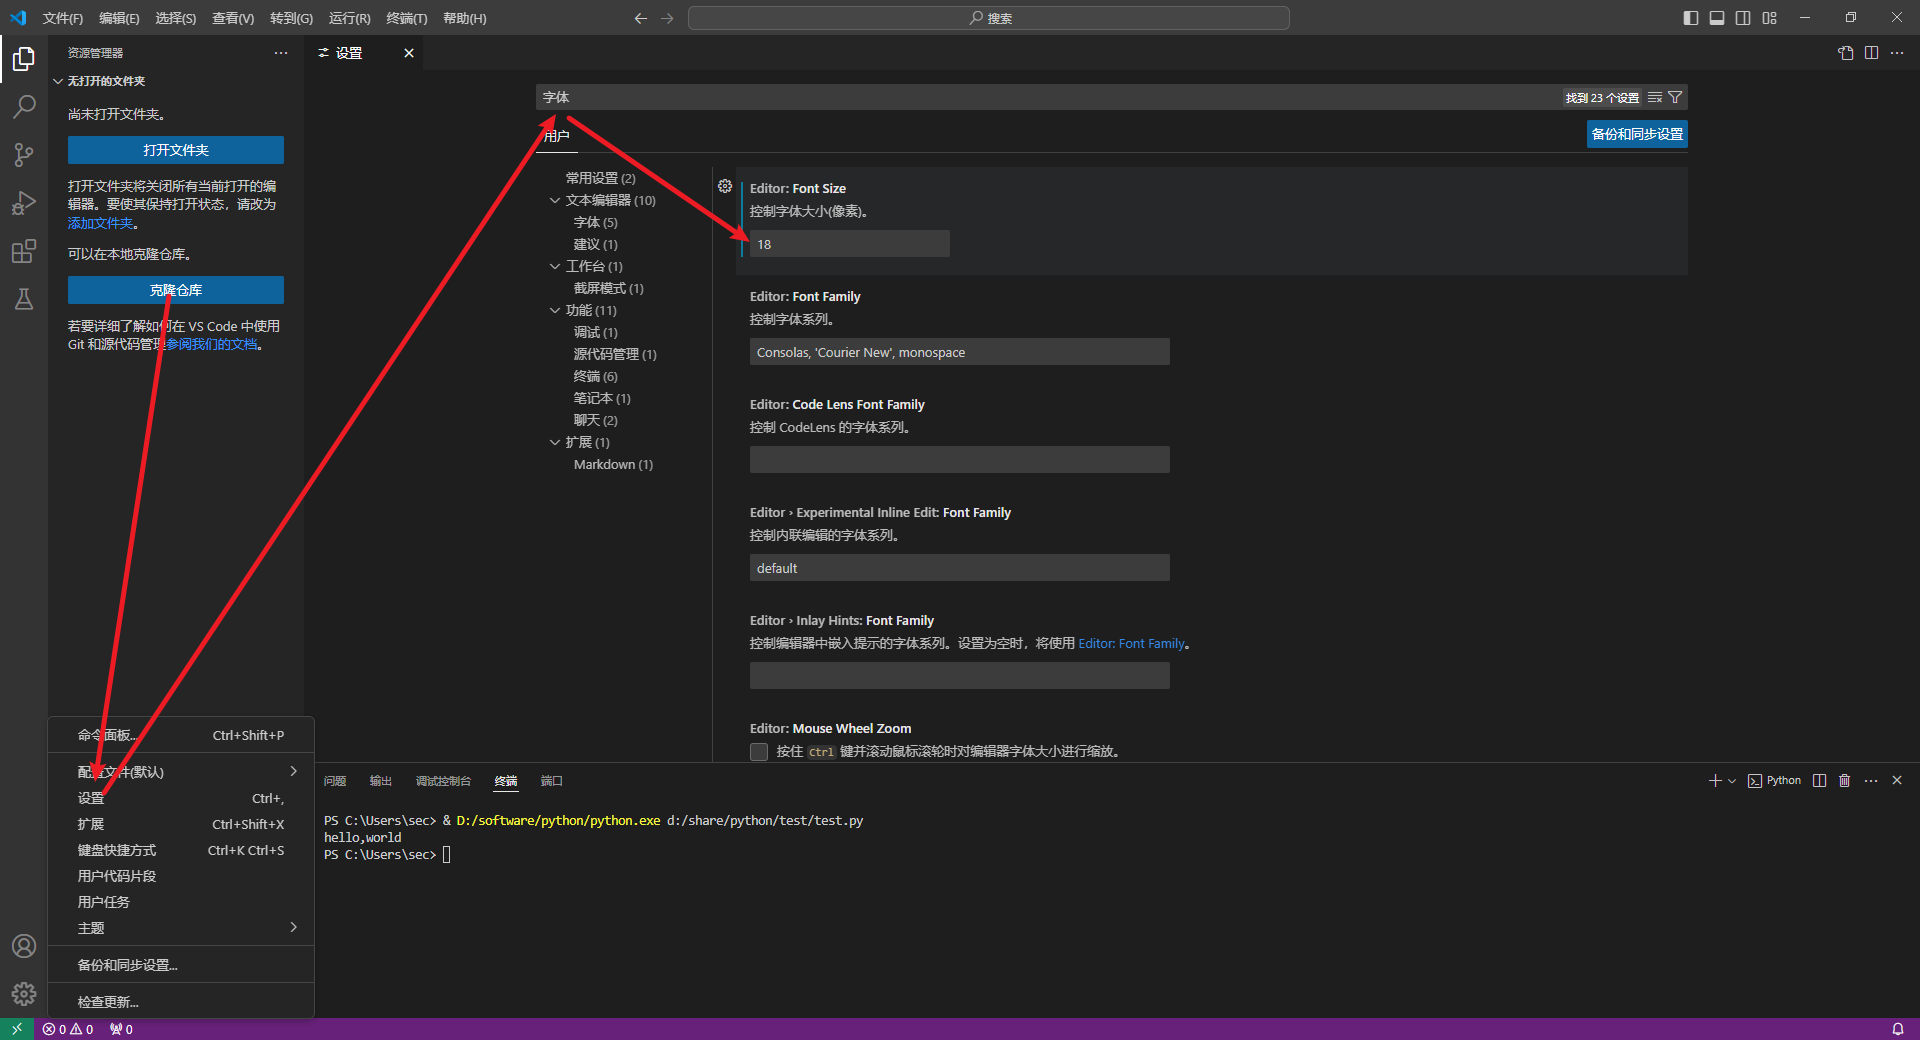 文件(F) 编辑(E) 选择(S) 查看(V) 转到(G) 运行(R) 终端(T) 帮助(H) 搜索
资源管理器
设置
无打开的文件夹
尚未打开文件夹。
打开文件夹
打开文件夹将关闭所有当前打开的编
辑器。要使其保持打开状态，请改为
添加文件夹。
可以在本地克隆仓库。
克隆仓库
若要详细了解如何在 VS Code 中使用
Git 和源代码管理参阅我们的文档。
字体
找到 23 个设置
用户
备份和同步设置
常用设置 (2)
文本编辑器 (10)
字体 (5)
建议 (1)
工作台 (1)
截屏模式 (1)
功能 (11)
调试 (1)
源代码管理 (1)
终端 (6)
笔记本 (1)
聊天 (2)
扩展 (1)
Markdown (1)
Editor: Font Size
控制字体大小(像素)。
18
Editor: Font Family
控制字体系列。
Consolas, 'Courier New', monospace
Editor: Code Lens Font Family
控制 CodeLens 的字体系列。
Editor › Experimental Inline Edit: Font Family
控制内联编辑的字体系列。
default
Editor › Inlay Hints: Font Family
控制编辑器中嵌入提示的字体系列。设置为空时，将使用 Editor: Font Family。
Editor: Mouse Wheel Zoom
按住 Ctrl 键并滚动鼠标滚轮时对编辑器字体大小进行缩放。
命令面板... Ctrl+Shift+P
配置文件(默认)
设置 Ctrl+,
扩展 Ctrl+Shift+X
键盘快捷方式 Ctrl+K Ctrl+S
用户代码片段
用户任务
主题
备份和同步设置...
检查更新...
问题 输出 调试控制台 终端 端口
Python
PS C:\Users\sec> & D:/software/python/python.exe d:/share/python/test/test.py
hello,world
PS C:\Users\sec>
0 0 0